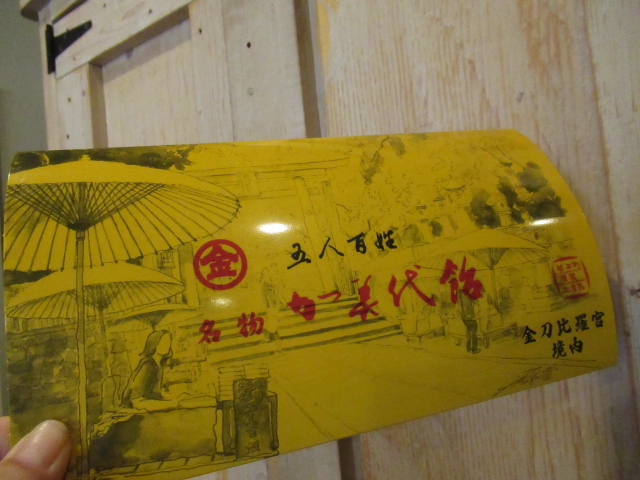 五人百姓
金
名物 加美代飴
金刀比羅宮
境内